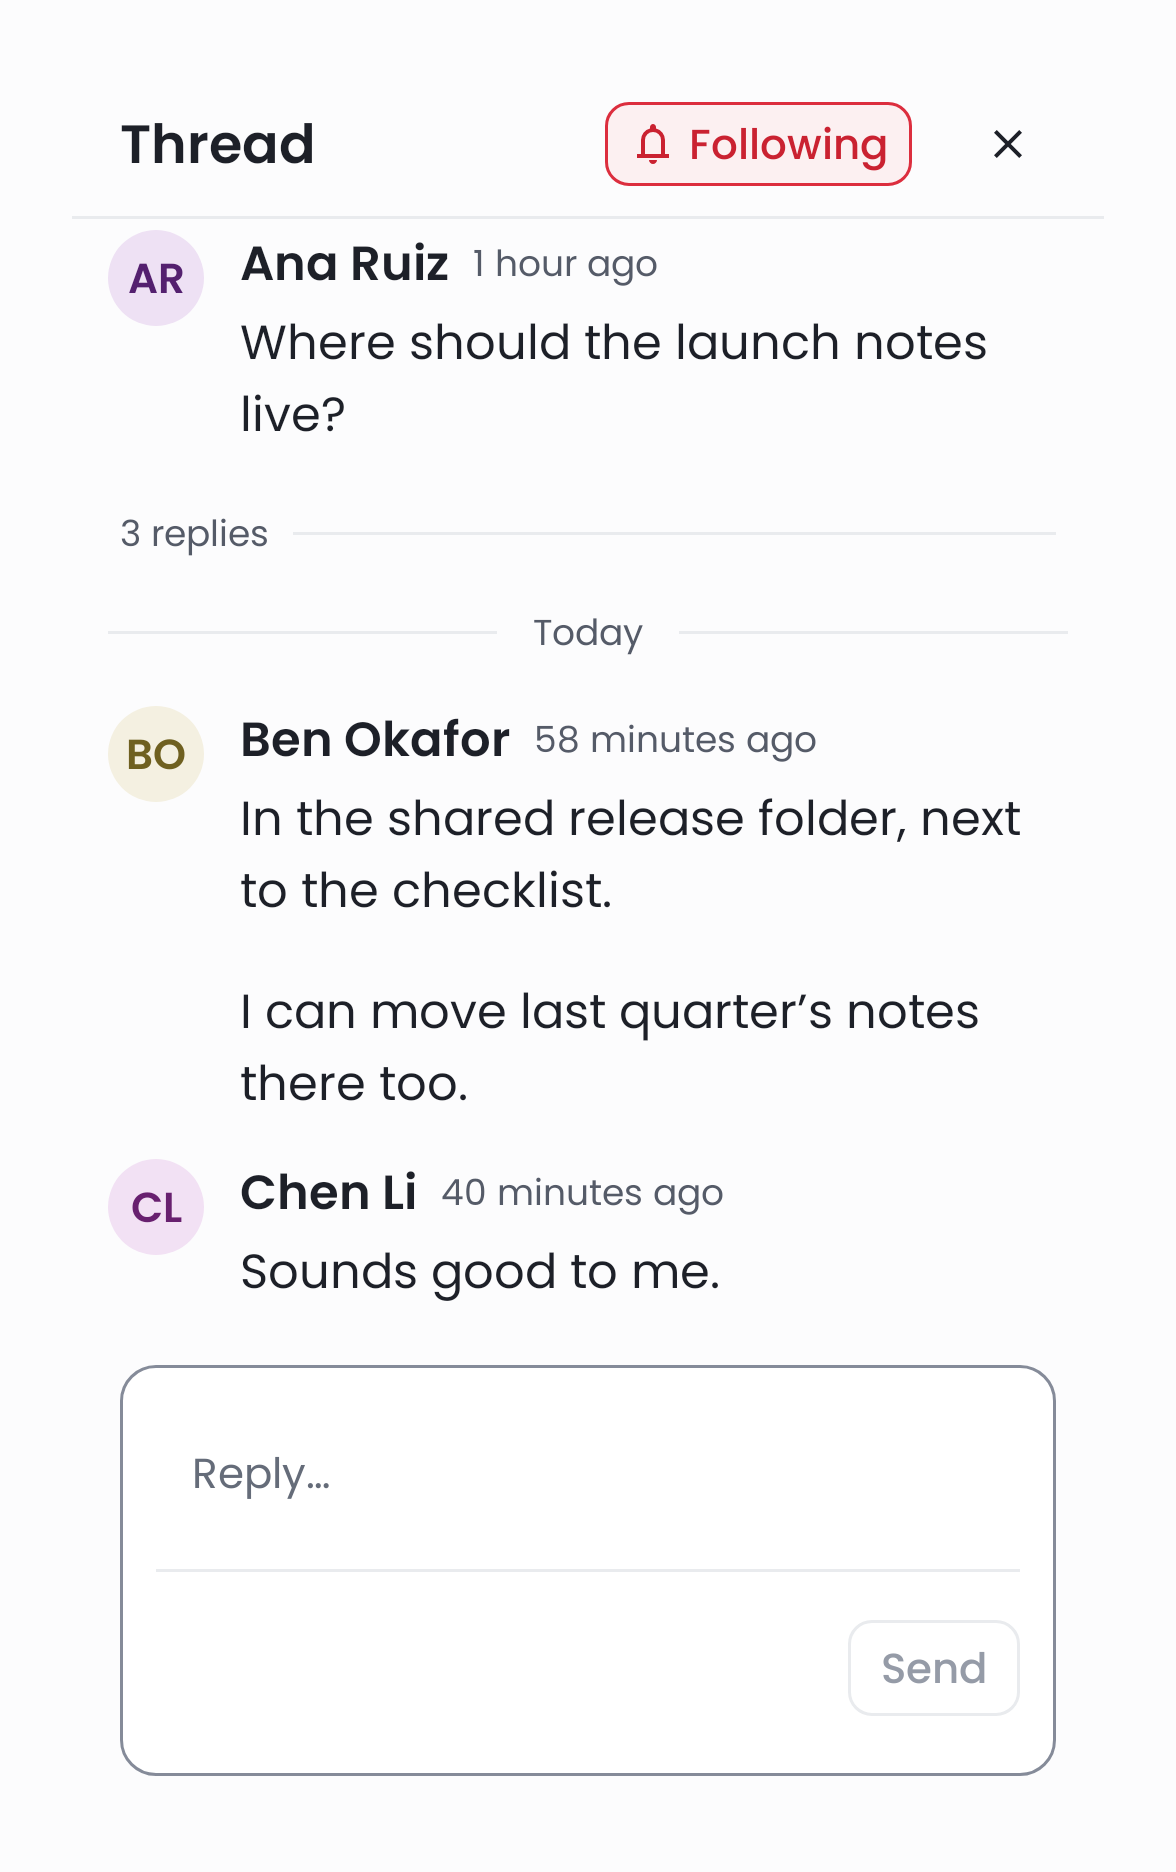 Thread
Following
AR
Ana Ruiz 1 hour ago
Where should the launch notes
live?
3 replies
Today
BO
Ben Okafor 58 minutes ago
In the shared release folder, next
to the checklist.
I can move last quarter’s notes
there too.
CL
Chen Li 40 minutes ago
Sounds good to me.
Reply…
Send